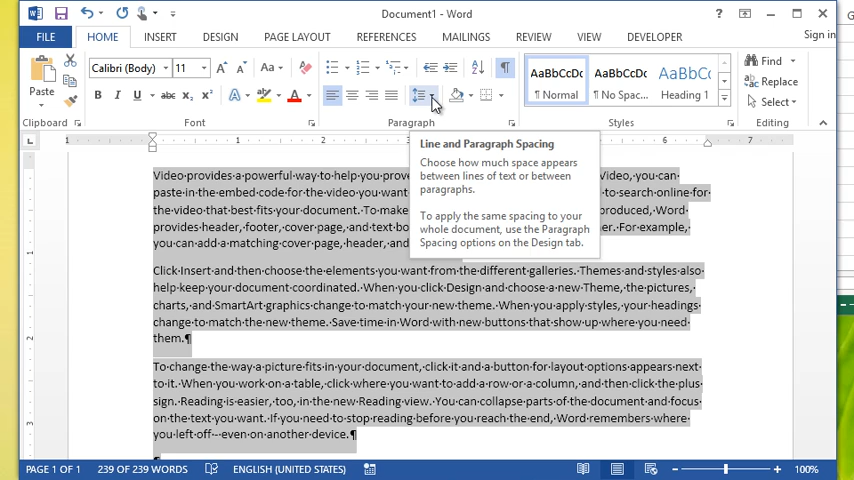 Document1 - Word
Sign in
FILE HOME INSERT DESIGN PAGE LAYOUT REFERENCES MAILINGS REVIEW VIEW DEVELOPER
Paste
Calibri (Body) 11
AaBbCcDc AaBbCcDc AaBbCc
¶ Normal ¶ No Spac... Heading 1
Find
Replace
Select
Clipboard Font Paragraph Styles Editing
1 1 6 7
Line and Paragraph Spacing
Choose how much space appears
between lines of text or between
paragraphs.
To apply the same spacing to your
whole document, use the Paragraph
Spacing options on the Design tab.
Video·provides·a·powerful·way·to·help·you·prove Video,·you·can·
paste·in·the·embed·code·for·the·video·you·want to·search·online·for·
the·video·that·best·fits·your·document.·To·make produced,·Word·
provides·header,·footer,·cover·page,·and·text·bo er.·For·example,·
you·can·add·a·matching·cover·page,·header,·and
Click·Insert·and·then·choose·the·elements·you·want·from·the·different·galleries.·Themes·and·styles·also·
help·keep·your·document·coordinated.·When·you·click·Design·and·choose·a·new·Theme,·the·pictures,·
charts,·and·SmartArt·graphics·change·to·match·your·new·theme.·When·you·apply·styles,·your·headings·
change·to·match·the·new·theme.·Save·time·in·Word·with·new·buttons·that·show·up·where·you·need·
them.¶
To·change·the·way·a·picture·fits·in·your·document,·click·it·and·a·button·for·layout·options·appears·next·
to·it.·When·you·work·on·a·table,·click·where·you·want·to·add·a·row·or·a·column,·and·then·click·the·plus·
sign.·Reading·is·easier,·too,·in·the·new·Reading·view.·You·can·collapse·parts·of·the·document·and·focus·
on·the·text·you·want.·If·you·need·to·stop·reading·before·you·reach·the·end,·Word·remembers·where·
you·left·off·-·even·on·another·device.¶
PAGE 1 OF 1 239 OF 239 WORDS ENGLISH (UNITED STATES) 100%